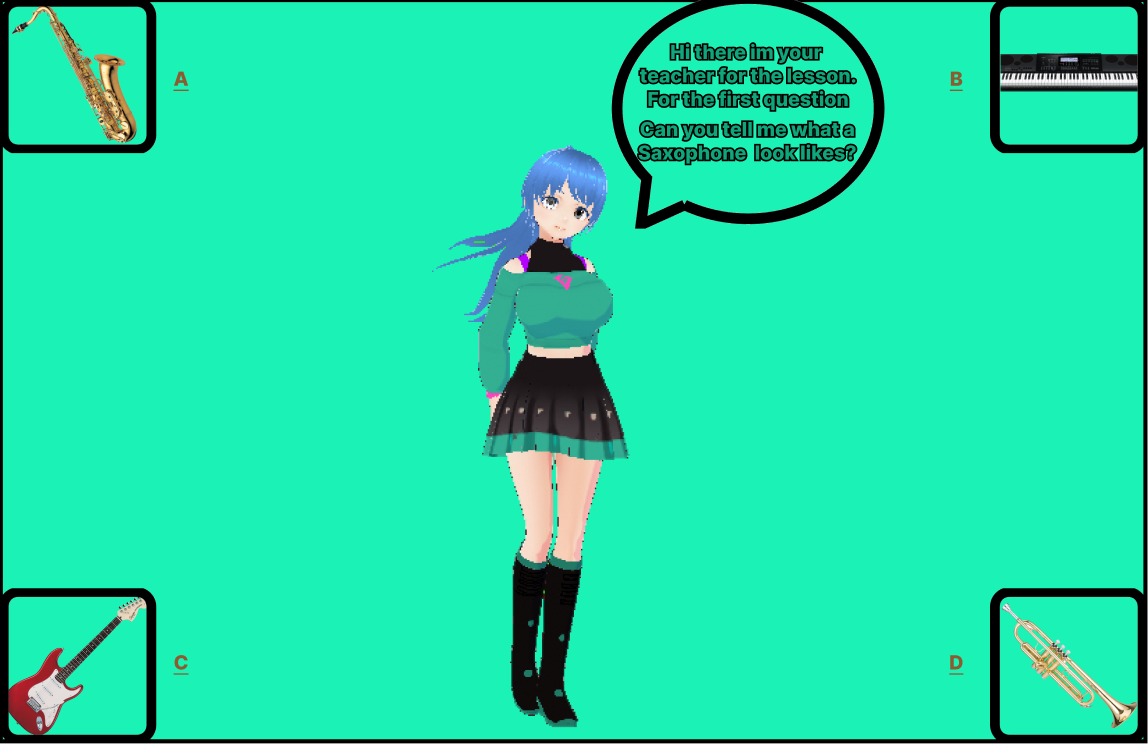 A
B
Hi there im your
teacher for the lesson.
For the first question
Can you tell me what a
Saxophone look likes?
C
D